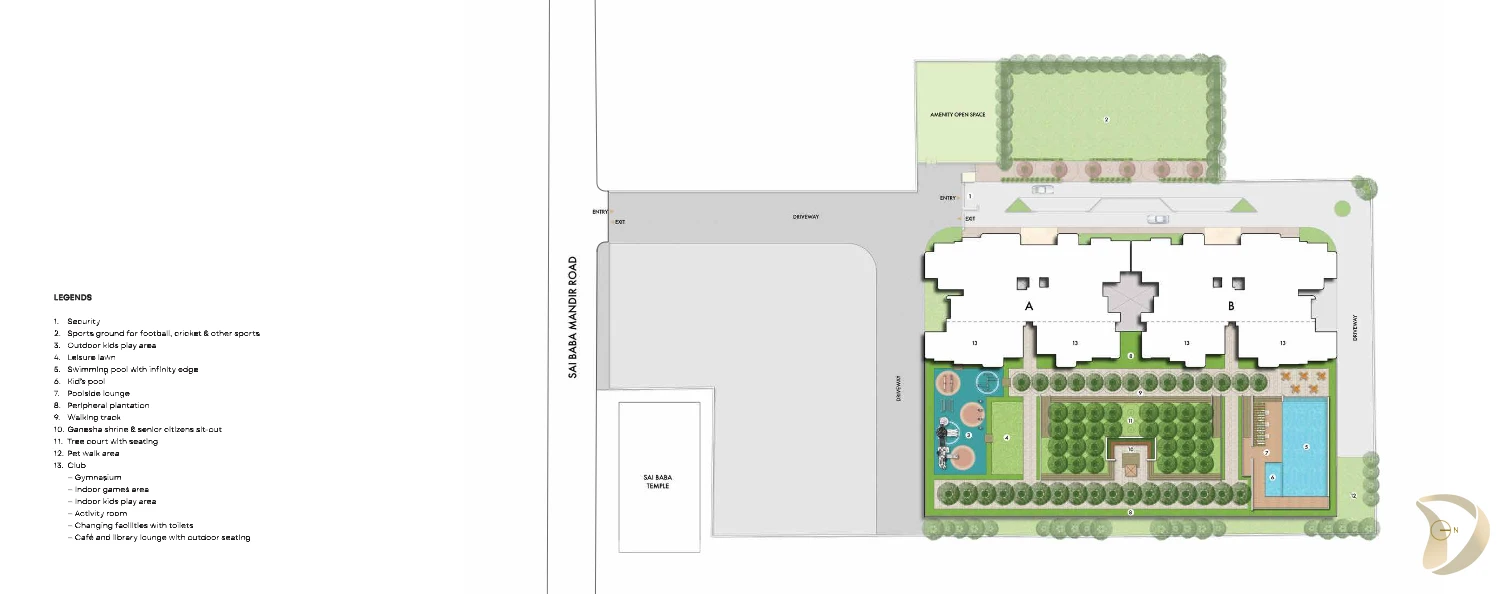 LEGENDS
1. Security
2. Sports ground for football, cricket & other sports
3. Outdoor kids play area
4. Leisure lawn
5. Swimming pool with infinity edge
6. Kid's pool
7. Poolside lounge
8. Peripheral plantation
9. Walking track
10. Ganesha shrine & senior citizens sit-out
11. Tree court with seating
12. Pet walk area
13. Club
– Gymnasium
– Indoor games area
– Indoor kids play area
– Activity room
– Changing facilities with toilets
– Café and library lounge with outdoor seating
SAI BABA MANDIR ROAD
ENTRY
EXIT
DRIVEWAY
AMENITY OPEN SPACE
2
ENTRY
1
EXIT
A
B
13
13
13
13
8
DRIVEWAY
DRIVEWAY
9
3
4
11
10
7
5
6
12
8
SAI BABA
TEMPLE
N